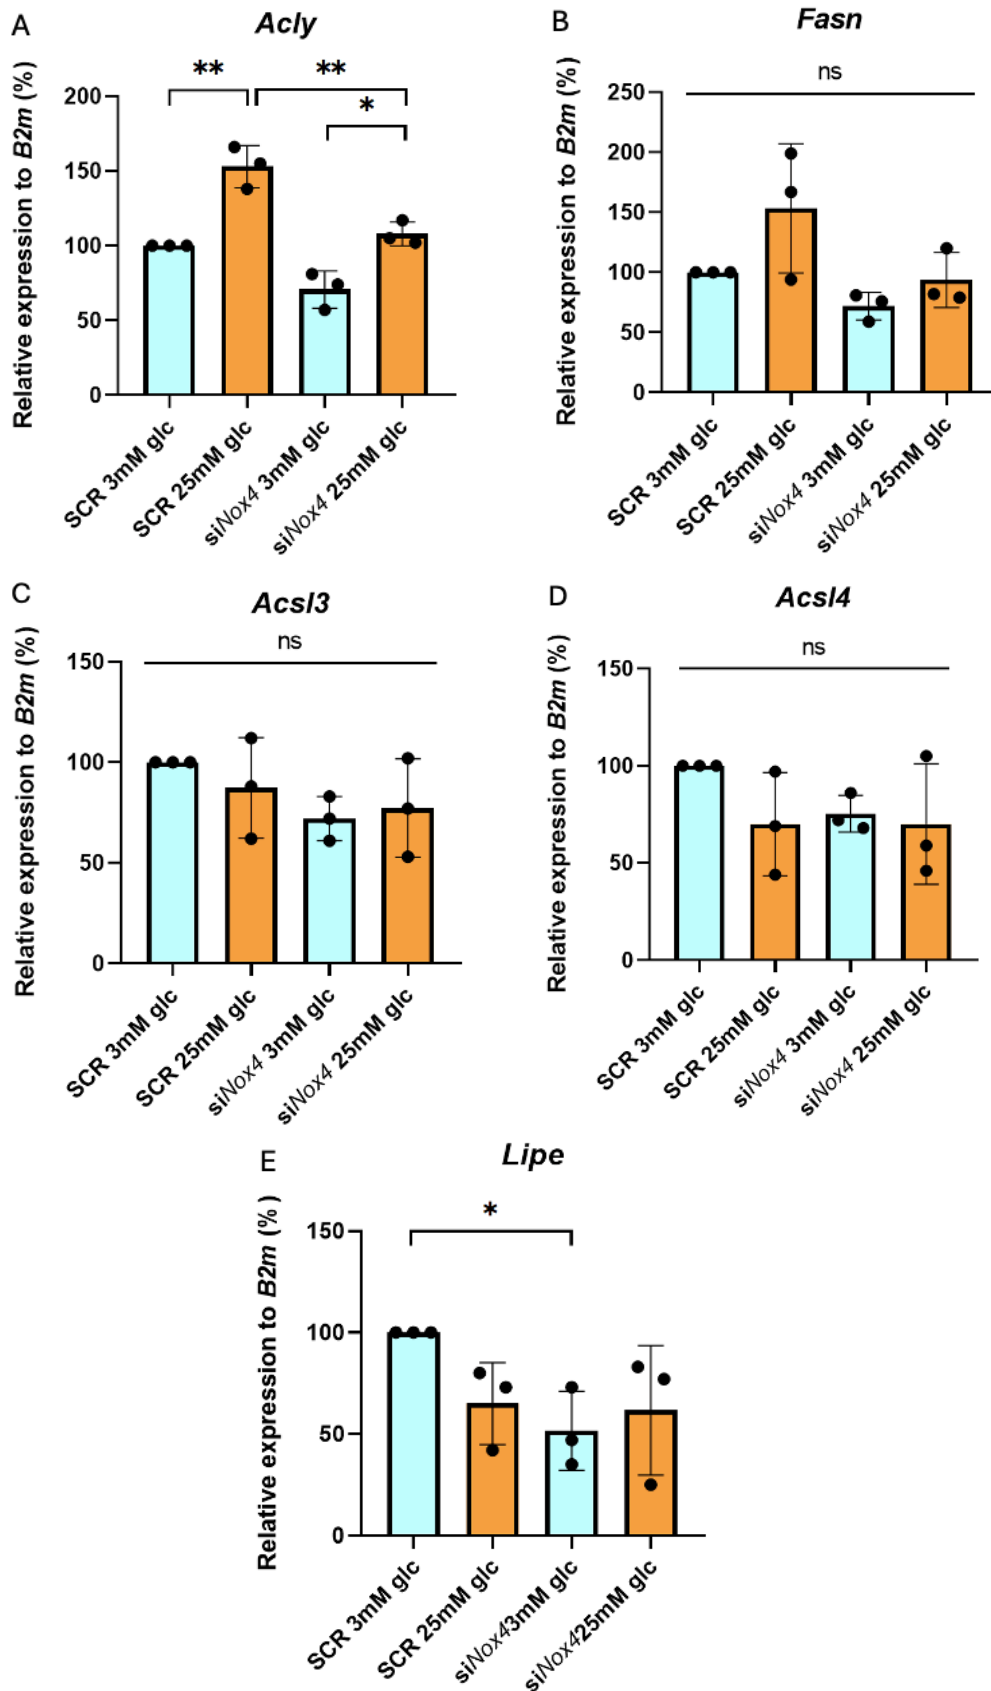 A
Acly
Relative expression to B2m (%)
** **
*
200
150
100
50
0
SCR 3mM glc
SCR 25mM glc
siNox4 3mM glc
siNox4 25mM glc
B
Fasn
Relative expression to B2m (%)
ns
250
200
150
100
50
0
SCR 3mM glc
SCR 25mM glc
siNox4 3mM glc
siNox4 25mM glc
C
Acsl3
Relative expression to B2m (%)
ns
150
100
50
0
SCR 3mM glc
SCR 25mM glc
siNox4 3mM glc
siNox4 25mM glc
D
Acsl4
Relative expression to B2m (%)
ns
150
100
50
0
SCR 3mM glc
SCR 25mM glc
siNox4 3mM glc
siNox4 25mM glc
E
Lipe
Relative expression to B2m (% )
*
150
100
50
0
SCR 3mM glc
SCR 25mM glc
siNox43mM glc
siNox425mM glc